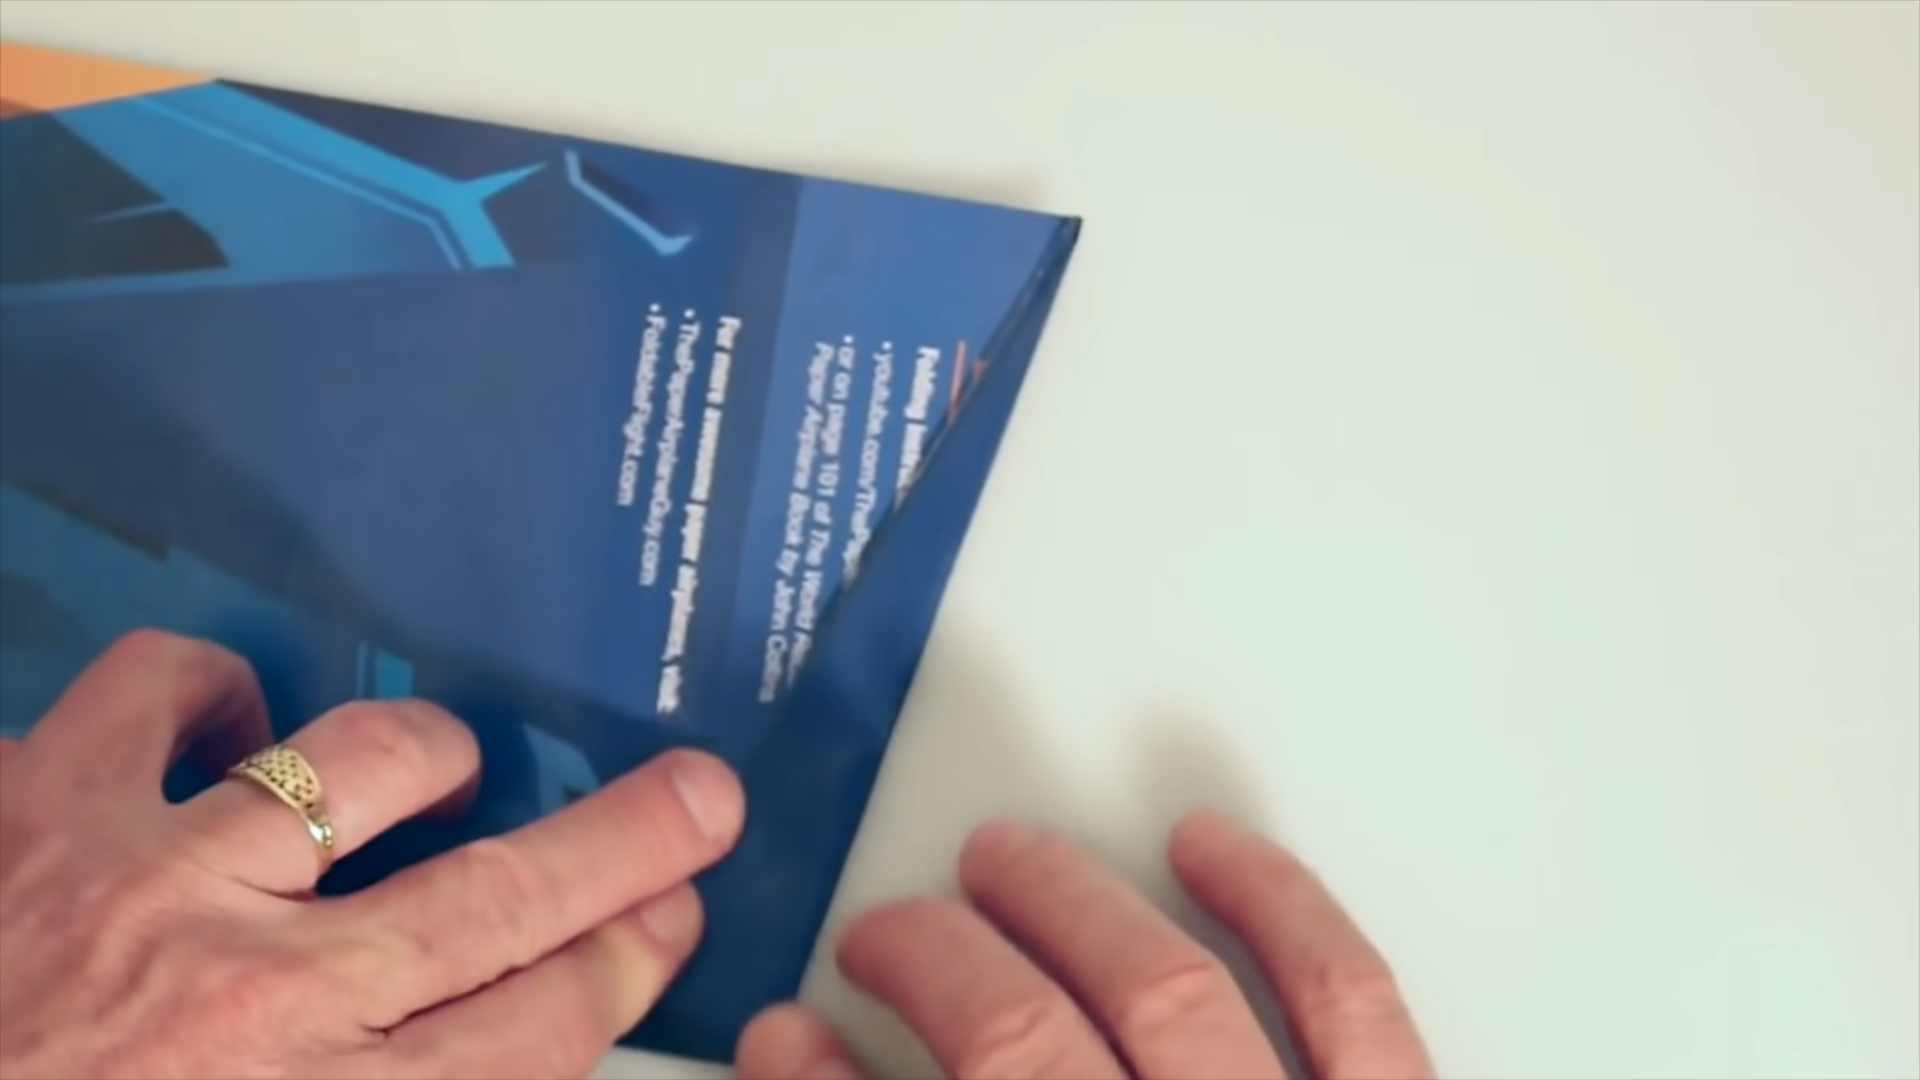 Folding
• youtube.com/ThePap
• or on page 101 of The World
Paper Airplane Book by John Collins
For more awesome paper airplanes, visit:
• ThePaperAirplaneGuy.com
• FoldableFlight.com